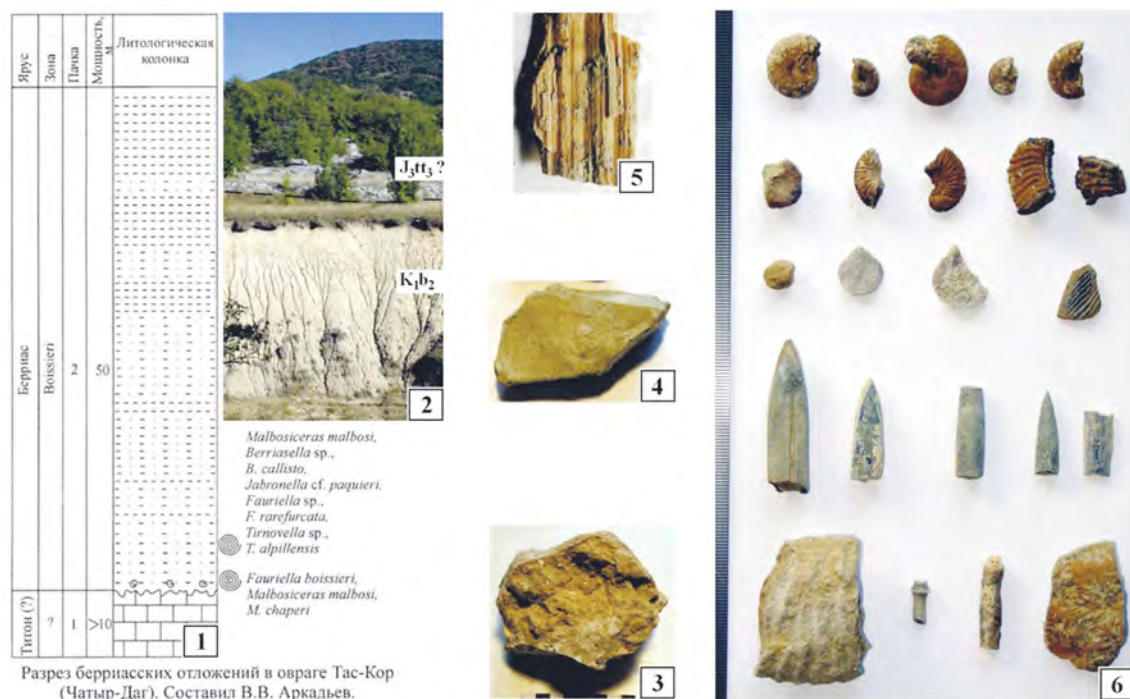 Ярус
Зона
Пачка
Мощность, м
Литологическая
колонка
Берриас
Boissieri
2
50
Титон (?)
?
1
>10
1
J₃tt₃ ?
K₁b₂
2
Malbosiceras malbosi,
Berriasella sp.,
B. callisto,
Jabronella cf. paquieri,
Fauriella sp.,
F. rarefurcata,
Tirnovella sp.,
T. alpillensis
Fauriella boissieri,
Malbosiceras malbosi,
M. chaperi
Разрез берриасских отложений в овраге Тас-Кор
(Чатыр-Даг). Составил В.В. Аркадьев.
5
4
3
6